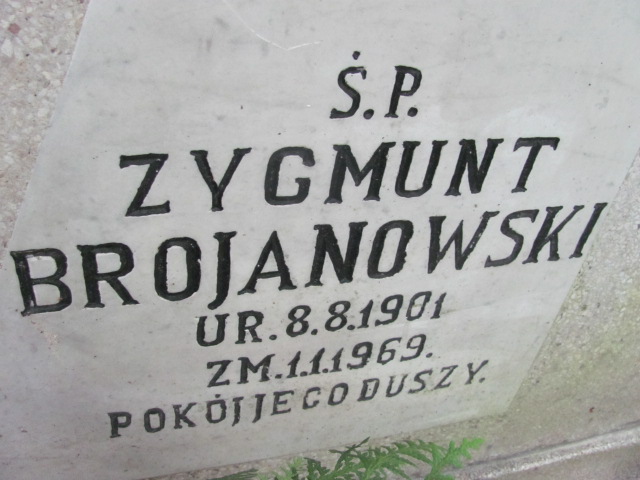 Ś.P.
ZYGMUNT
BROJANOWSKI
UR. 8.8.1901
ZM.1.1.1969.
POKÓJ JEGO DUSZY.